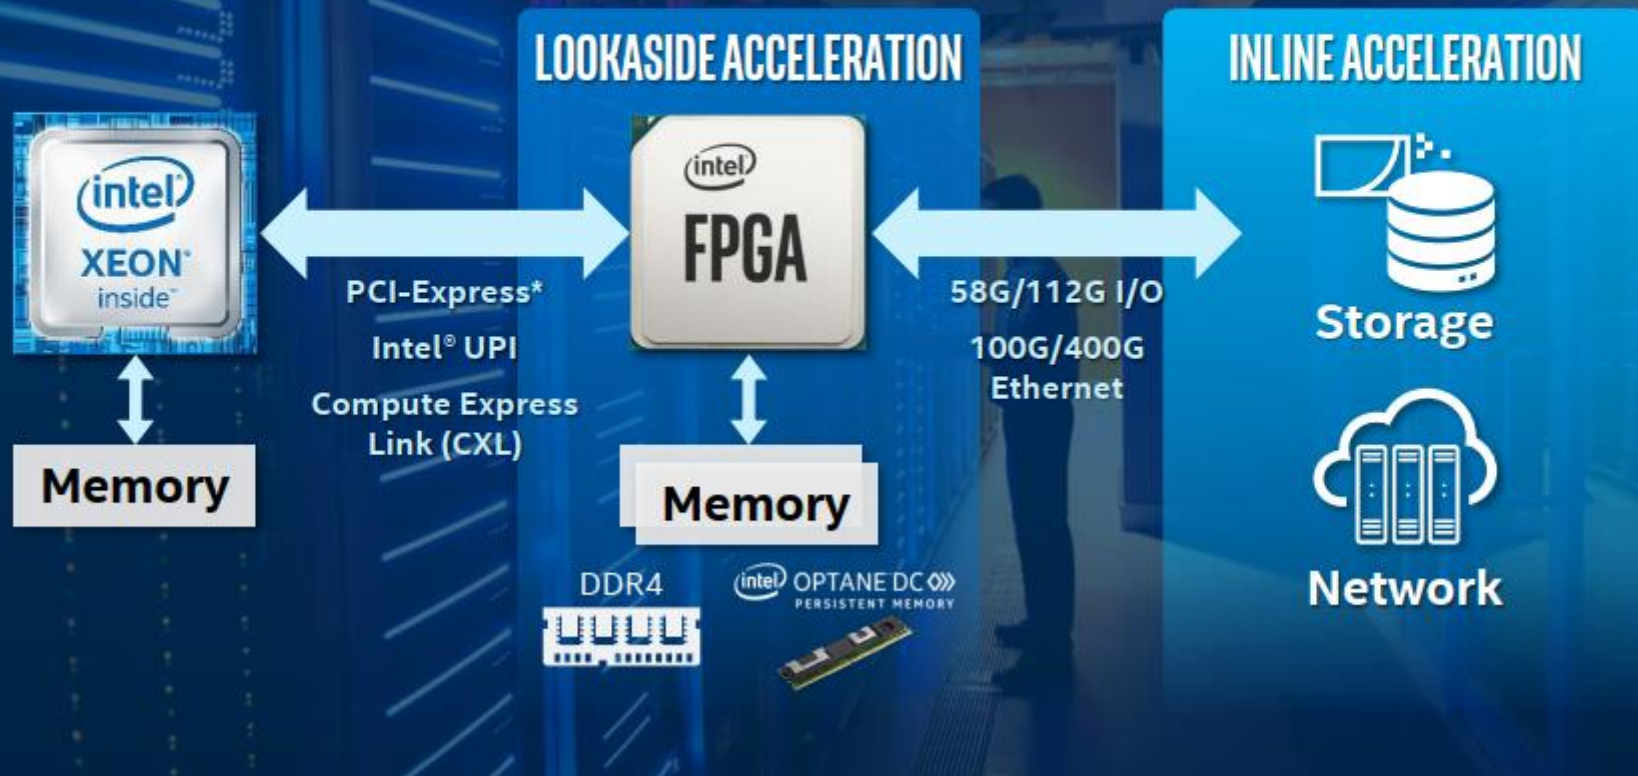 LOOKASIDE ACCELERATION
INLINE ACCELERATION
intel®
XEON®
inside™
PCI-Express*
Intel® UPI
Compute Express
Link (CXL)
intel
FPGA
58G/112G I/O
100G/400G
Ethernet
Storage
Memory
Memory
DDR4
intel OPTANE DC
PERSISTENT MEMORY
Network